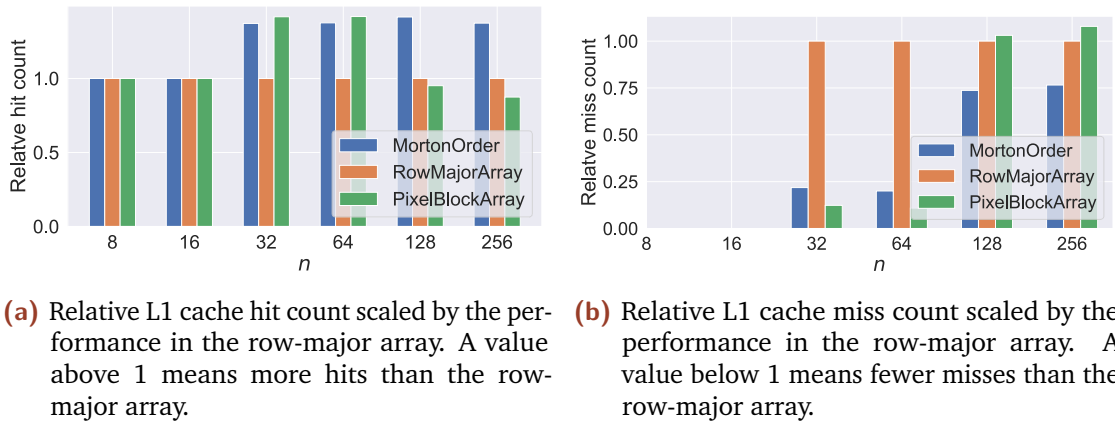 Relatve hit count
1.0
0.5
0.0
8 16 32 64 128 256
n
MortonOrder
RowMajorArray
PixelBlockArray
Relatve miss count
1.00
0.75
0.50
0.25
0.00
8 16 32 64 128 256
n
MortonOrder
RowMajorArray
PixelBlockArray
(a) Relative L1 cache hit count scaled by the per-
formance in the row-major array. A value
above 1 means more hits than the row-
major array.
(b) Relative L1 cache miss count scaled by the
performance in the row-major array. A
value below 1 means fewer misses than the
row-major array.